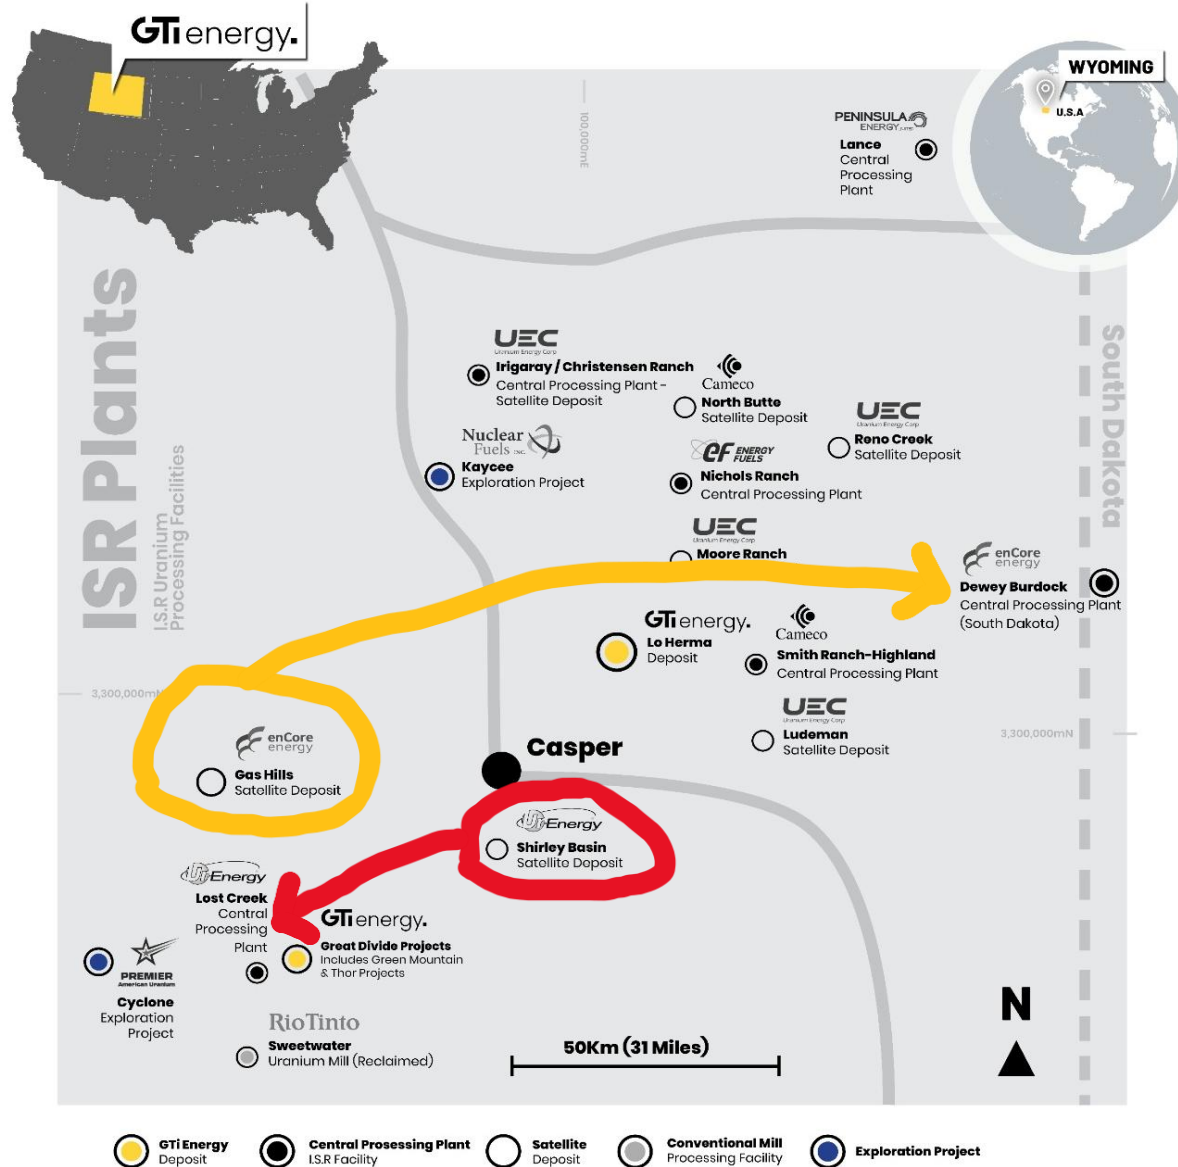 GTi energy.
WYOMING
U.S.A
100,000mE
PENINSULA
ENERGY
Lance
Central
Processing
Plant
ISR Plants
I.S.R Uranium
Processing Facilities
South Dakota
UEC
Uranium Energy Corp
Irigaray / Christensen Ranch
Central Processing Plant -
Satellite Deposit
Cameco
North Butte
Satellite Deposit
UEC
Uranium Energy Corp
Reno Creek
Satellite Deposit
Nuclear
Fuels INC.
Kaycee
Exploration Project
ef ENERGY
FUELS
Nichols Ranch
Central Processing Plant
UEC
Uranium Energy Corp
Moore Ranch
enCore
energy
Dewey Burdock
Central Processing Plant
(South Dakota)
GTi energy.
Lo Herma
Deposit
Cameco
Smith Ranch-Highland
Central Processing Plant
3,300,000mN
UEC
Uranium Energy Corp
Ludeman
Satellite Deposit
3,300,000mN
enCore
energy
Gas Hills
Satellite Deposit
Casper
Ur Energy
Shirley Basin
Satellite Deposit
Ur Energy
Lost Creek
Central
Processing
Plant
GTi energy.
Great Divide Projects
Includes Green Mountain
& Thor Projects
PREMIER
American Uranium
Cyclone
Exploration
Project
RioTinto
Sweetwater
Uranium Mill (Reclaimed)
50Km (31 Miles)
N
GTi Energy
Deposit
Central Prosessing Plant
I.S.R Facility
Satellite
Deposit
Conventional Mill
Processing Facility
Exploration Project